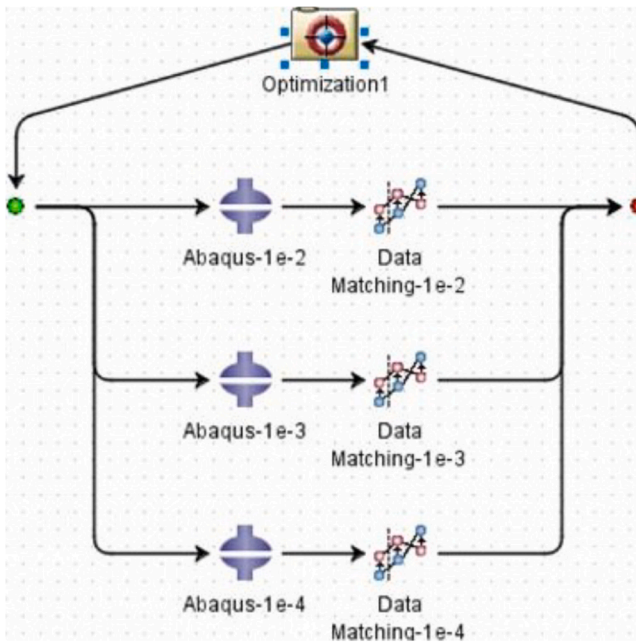 Optimization1
Abaqus-1e-2
Data
Matching-1e-2
Abaqus-1e-3
Data
Matching-1e-3
Abaqus-1e-4
Data
Matching-1e-4